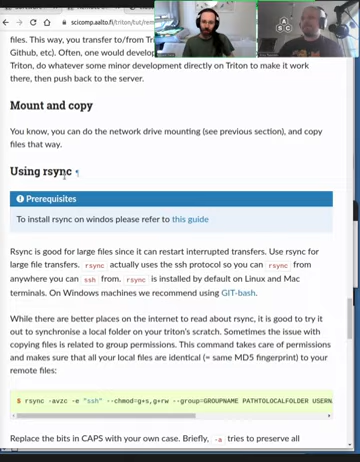 scicomp.aalto.fi/triton/tut/rem
files. This way, you transfer to/from Tr
Github, etc). Often, one would develop
Triton, do whatever some minor development directly on Triton to make it work
there, then push back to the server.
Mount and copy
You know, you can do the network drive mounting (see previous section), and copy
files that way.
Using rsync ¶
Prerequisites
To install rsync on windos please refer to this guide
Rsync is good for large files since it can restart interrupted transfers. Use rsync for
large file transfers. rsync actually uses the ssh protocol so you can rsync from
anywhere you can ssh from. rsync is installed by default on Linux and Mac
terminals. On Windows machines we recommend using GIT-bash.
While there are better places on the internet to read about rsync, it is good to try it
out to synchronise a local folder on your triton's scratch. Sometimes the issue with
copying files is related to group permissions. This command takes care of permissions
and makes sure that all your local files are identical (= same MD5 fingerprint) to your
remote files:
$ rsync -avzc -e "ssh" --chmod=g+s,g+rw --group=GROUPNAME PATHTOLOCALFOLDER USERN
Replace the bits in CAPS with your own case. Briefly, -a tries to preserve all